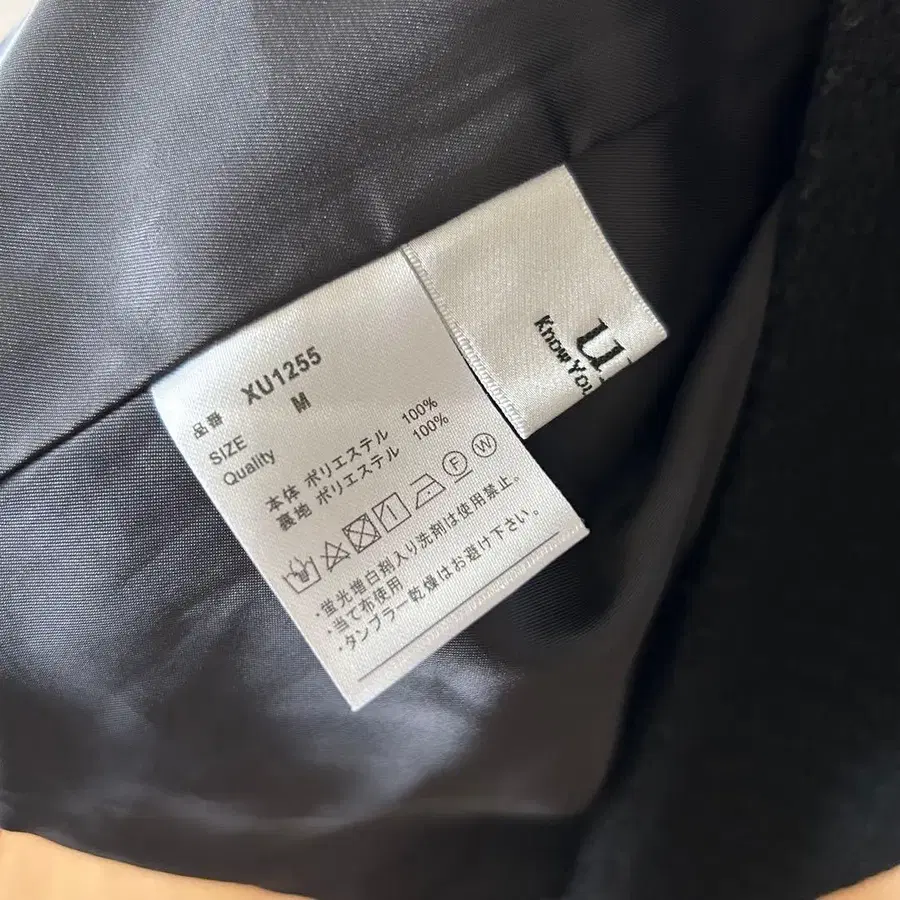 品番 XU1255
SIZE M
Quality
本体 ポリエステル 100%
裏地 ポリエステル 100%
F W
・蛍光増白剤入り洗剤は使用禁止。
・当て布使用
・タンブラー乾燥はお避け下さい。
Know You